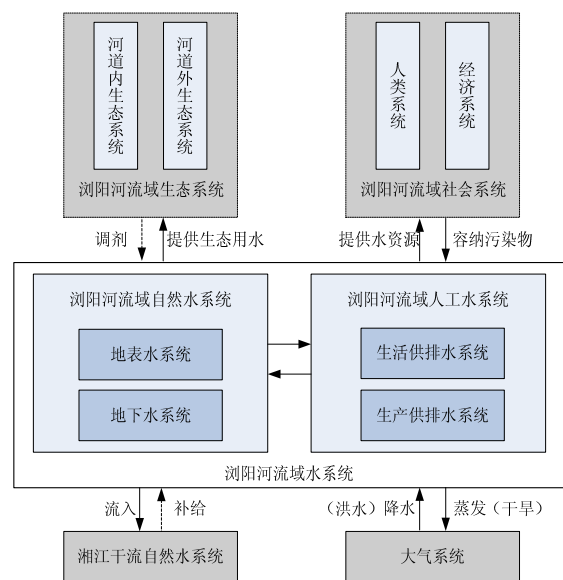 河道内生态系统
河道外生态系统
浏阳河流域生态系统
人类系统
经济系统
浏阳河流域社会系统
调剂
提供生态用水
提供水资源
容纳污染物
浏阳河流域自然水系统
地表水系统
地下水系统
浏阳河流域人工水系统
生活供排水系统
生产供排水系统
浏阳河流域水系统
流入
补给
（洪水）降水
蒸发（干旱）
湘江干流自然水系统
大气系统